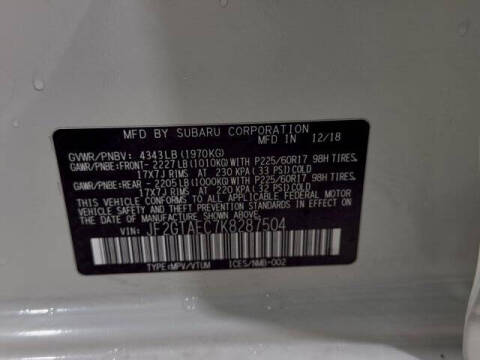 MFD BY SUBARU CORPORATION
MFD IN 12/18
GVWR/PNBV: 4343LB(1970KG)
GAWR/PNBE:FRONT- 2227LB(1010KG)WITH P225/60R17 98H TIRES.
17X7J RIMS AT 230 KPA(33 PSI)COLD
GAWR/PNBE:REAR - 2205LB(1000KG)WITH P225/60R17 98H TIRES.
17X7J RIMS AT 220 KPA(32 PSI)COLD
THIS VEHICLE CONFORMS TO ALL APPLICABLE FEDERAL MOTOR
VEHICLE SAFETY, BUMPER, AND THEFT PREVENTION STANDARDS
IN EFFECT ON THE DATE OF MANUFACTURE SHOWN ABOVE.
VIN: JF2GTAEC7K8287504
TYPE:MPV/VTUM ICES/NMB-002